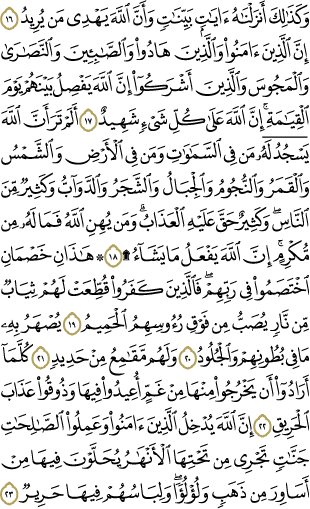 وَكَذَٰلِكَ أَنزَلْنَٰهُ ءَايَٰتٍۭ بَيِّنَٰتٍ وَأَنَّ ٱللَّهَ يَهْدِى مَن يُرِيدُ ١٦
إِنَّ ٱلَّذِينَ ءَامَنُوا۟ وَٱلَّذِينَ هَادُوا۟ وَٱلصَّٰبِـِٔينَ وَٱلنَّصَٰرَىٰ
وَٱلْمَجُوسَ وَٱلَّذِينَ أَشْرَكُوٓا۟ إِنَّ ٱللَّهَ يَفْصِلُ بَيْنَهُمْ يَوْمَ
ٱلْقِيَٰمَةِ ۚ إِنَّ ٱللَّهَ عَلَىٰ كُلِّ شَىْءٍ شَهِيدٌ ١٧ أَلَمْ تَرَ أَنَّ ٱللَّهَ
يَسْجُدُ لَهُۥ مَن فِى ٱلسَّمَٰوَٰتِ وَمَن فِى ٱلْأَرْضِ وَٱلشَّمْسُ
وَٱلْقَمَرُ وَٱلنُّجُومُ وَٱلْجِبَالُ وَٱلشَّجَرُ وَٱلدَّوَآبُّ وَكَثِيرٌ مِّنَ
ٱلنَّاسِ ۖ وَكَثِيرٌ حَقَّ عَلَيْهِ ٱلْعَذَابُ ۗ وَمَن يُهِنِ ٱللَّهُ فَمَا لَهُۥ مِن
مُّكْرِمٍ ۚ إِنَّ ٱللَّهَ يَفْعَلُ مَا يَشَآءُ ۩ ١٨ ۞ هَٰذَانِ خَصْمَانِ
ٱخْتَصَمُوا۟ فِى رَبِّهِمْ ۖ فَٱلَّذِينَ كَفَرُوا۟ قُطِّعَتْ لَهُمْ ثِيَابٌ
مِّن نَّارٍ يُصَبُّ مِن فَوْقِ رُءُوسِهِمُ ٱلْحَمِيمُ ١٩ يُصْهَرُ بِهِۦ
مَا فِى بُطُونِهِمْ وَٱلْجُلُودُ ٢٠ وَلَهُم مَّقَٰمِعُ مِنْ حَدِيدٍ ٢١ كُلَّمَآ
أَرَادُوٓا۟ أَن يَخْرُجُوا۟ مِنْهَا مِنْ غَمٍّ أُعِيدُوا۟ فِيهَا وَذُوقُوا۟ عَذَابَ
ٱلْحَرِيقِ ٢٢ إِنَّ ٱللَّهَ يُدْخِلُ ٱلَّذِينَ ءَامَنُوا۟ وَعَمِلُوا۟ ٱلصَّٰلِحَٰتِ
جَنَّٰتٍ تَجْرِى مِن تَحْتِهَا ٱلْأَنْهَٰرُ يُحَلَّوْنَ فِيهَا مِنْ
أَسَاوِرَ مِن ذَهَبٍ وَلُؤْلُؤًا ۖ وَلِبَاسُهُمْ فِيهَا حَرِيرٌ ٢٣